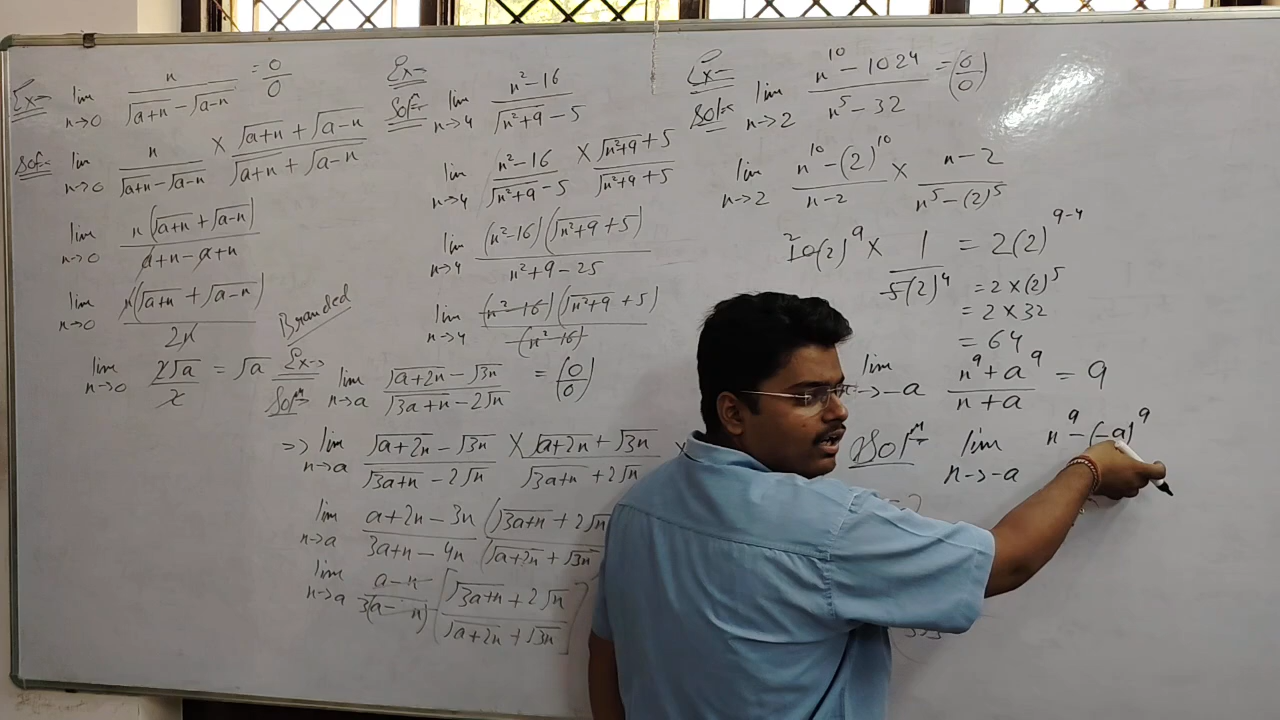 Ex-
lim n→0 n/(√(a+n) - √(a-n)) = 0/0
Sol-
lim n→0 n/(√(a+n) - √(a-n)) × (√(a+n) + √(a-n))/(√(a+n) + √(a-n))
lim n→0 n(√(a+n) + √(a-n))/(a+n-a+n)
lim n→0 n(√(a+n) + √(a-n))/2n
lim n→0 2√a/2 = √a
Ex-
Sol-
lim n→4 (n²-16)/(√(n²+9) - 5)
lim n→4 (n²-16)/(√(n²+9) - 5) × (√(n²+9) + 5)/(√(n²+9) + 5)
lim n→4 (n²-16)(√(n²+9) + 5)/(n²+9-25)
lim n→4 (n²-16)(√(n²+9) + 5)/(n²-16)
Branded
Ex→
Solⁿ
lim n→a (√(a+2n) - √3n)/(√(3a+n) - 2√n) = (0/0)
=> lim n→a (√(a+2n) - √3n)/(√(3a+n) - 2√n) × (√(a+2n) + √3n)/(√(3a+n) + 2√n) ×
lim n→a (a+2n-3n)/(3a+n-4n) (√(3a+n) + 2√n)/(√(a+2n) + √3n)
lim n→a (a-n)/3(a-n) [(√(3a+n) + 2√n)/(√(a+2n) + √3n)]
Ex-
Sol-
lim n→2 (n¹⁰ - 1024)/(n⁵ - 32) = (0/0)
lim n→2 (n¹⁰ - (2)¹⁰)/(n-2) × (n-2)/(n⁵ - (2)⁵)
2 10(2)⁹ × 1/5(2)⁴ = 2(2)⁹⁻⁴
= 2×(2)⁵
= 2×32
= 64
lim n→-a (n⁹ + a⁹)/(n+a) = 9
Solⁿ lim n→-a n⁹ - (-a)⁹